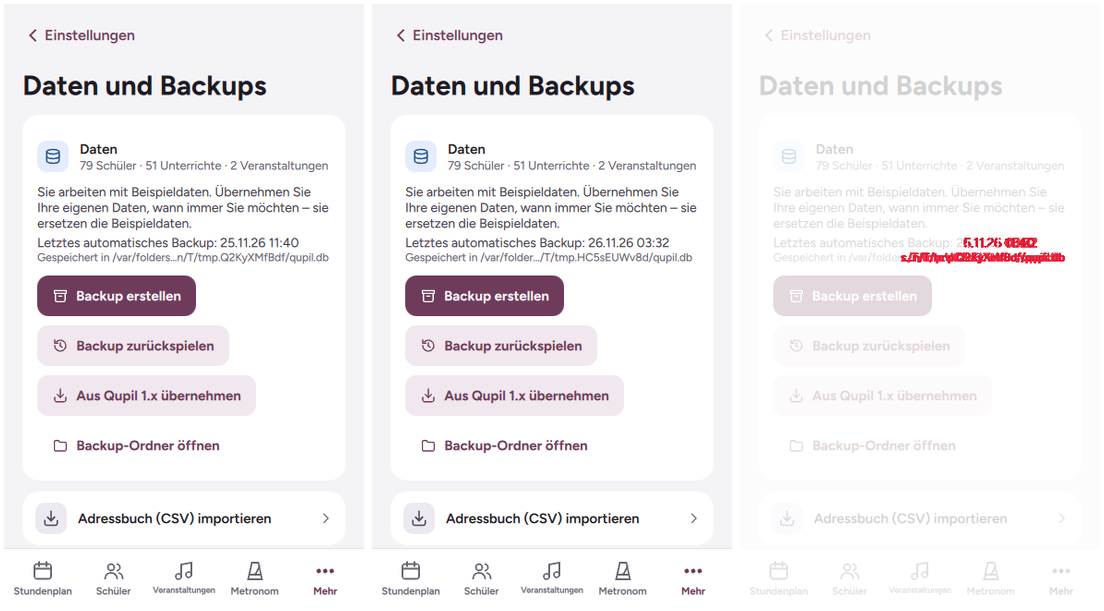 Einstellungen
Daten und Backups
Daten
79 Schüler · 51 Unterrichte · 2 Veranstaltungen
Sie arbeiten mit Beispieldaten. Übernehmen Sie
Ihre eigenen Daten, wann immer Sie möchten – sie
ersetzen die Beispieldaten.
Letztes automatisches Backup: 25.11.26 11:40
Gespeichert in /var/folders...n/T/tmp.Q2KyXMfBdf/qupil.db
Backup erstellen
Backup zurückspielen
Aus Qupil 1.x übernehmen
Backup-Ordner öffnen
Adressbuch (CSV) importieren
Stundenplan
Schüler
Veranstaltungen
Metronom
Mehr
Einstellungen
Daten und Backups
Daten
79 Schüler · 51 Unterrichte · 2 Veranstaltungen
Sie arbeiten mit Beispieldaten. Übernehmen Sie
Ihre eigenen Daten, wann immer Sie möchten – sie
ersetzen die Beispieldaten.
Letztes automatisches Backup: 26.11.26 03:32
Gespeichert in /var/folder.../T/tmp.HC5sEUWv8d/qupil.db
Backup erstellen
Backup zurückspielen
Aus Qupil 1.x übernehmen
Backup-Ordner öffnen
Adressbuch (CSV) importieren
Stundenplan
Schüler
Veranstaltungen
Metronom
Mehr
Einstellungen
Daten und Backups
Daten
79 Schüler · 51 Unterrichte · 2 Veranstaltungen
Sie arbeiten mit Beispieldaten. Übernehmen Sie
Ihre eigenen Daten, wann immer Sie möchten – sie
ersetzen die Beispieldaten.
Letztes automatisches Backup:
Gespeichert in /var/folder
Backup erstellen
Backup zurückspielen
Aus Qupil 1.x übernehmen
Backup-Ordner öffnen
Adressbuch (CSV) importieren
Stundenplan
Schüler
Veranstaltungen
Metronom
Mehr